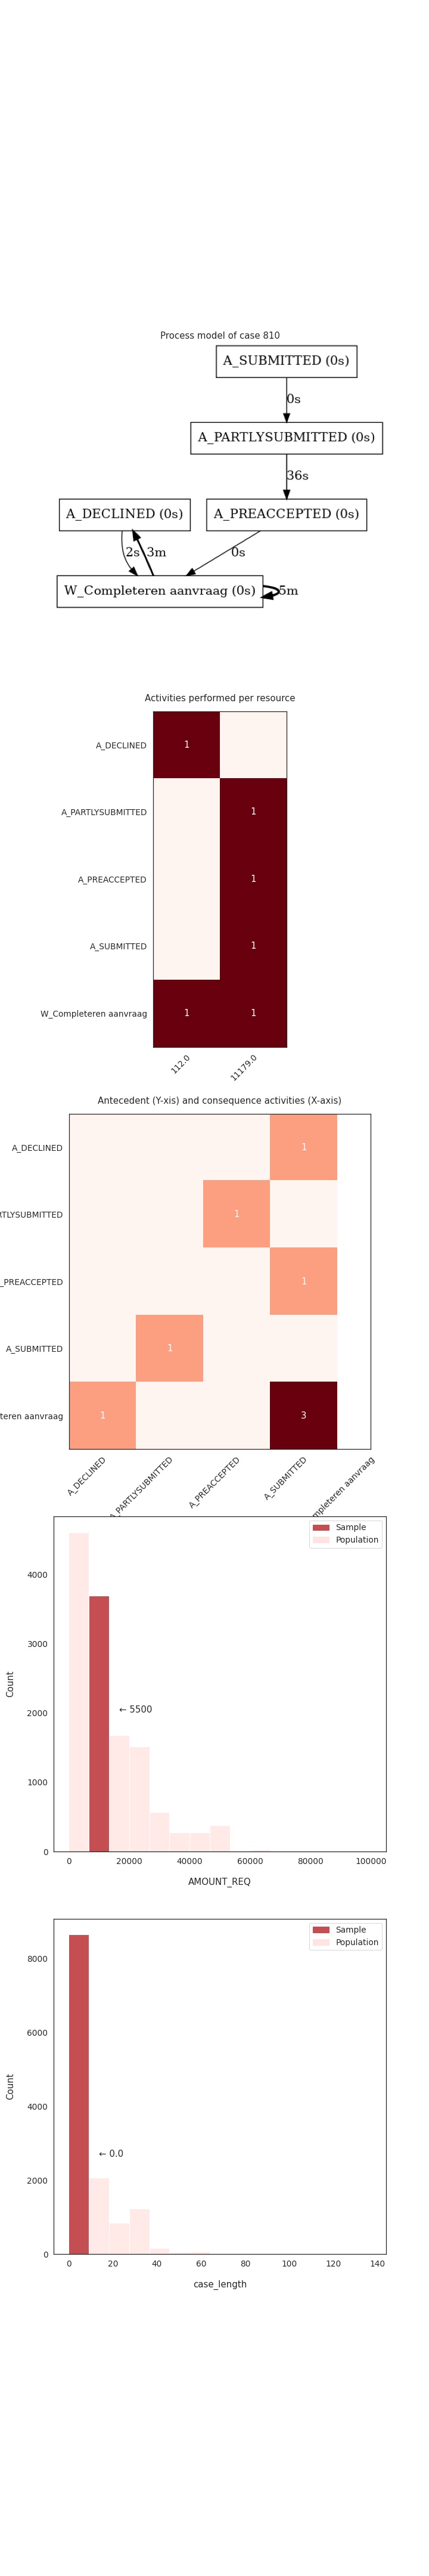 Process model of case 810
A_SUBMITTED (0s)
0s
A_PARTLYSUBMITTED (0s)
36s
A_DECLINED (0s)
A_PREACCEPTED (0s)
2s
3m
0s
W_Completeren aanvraag (0s)
5m
Activities performed per resource
A_DECLINED
1
A_PARTLYSUBMITTED
1
A_PREACCEPTED
1
A_SUBMITTED
1
W_Completeren aanvraag
1
1
112.0
11179.0
Antecedent (Y-xis) and consequence activities (X-axis)
A_DECLINED
1
RTLYSUBMITTED
1
_PREACCEPTED
1
A_SUBMITTED
1
teren aanvraag
1
3
A_DECLINED
A_PARTLYSUBMITTED
A_PREACCEPTED
A_SUBMITTED
mpleteren aanvraag
Sample
Population
4000
3000
2000
1000
0
Count
← 5500
0
20000
40000
60000
80000
100000
AMOUNT_REQ
Sample
Population
8000
6000
4000
2000
0
Count
← 0.0
0
20
40
60
80
100
120
140
case_length